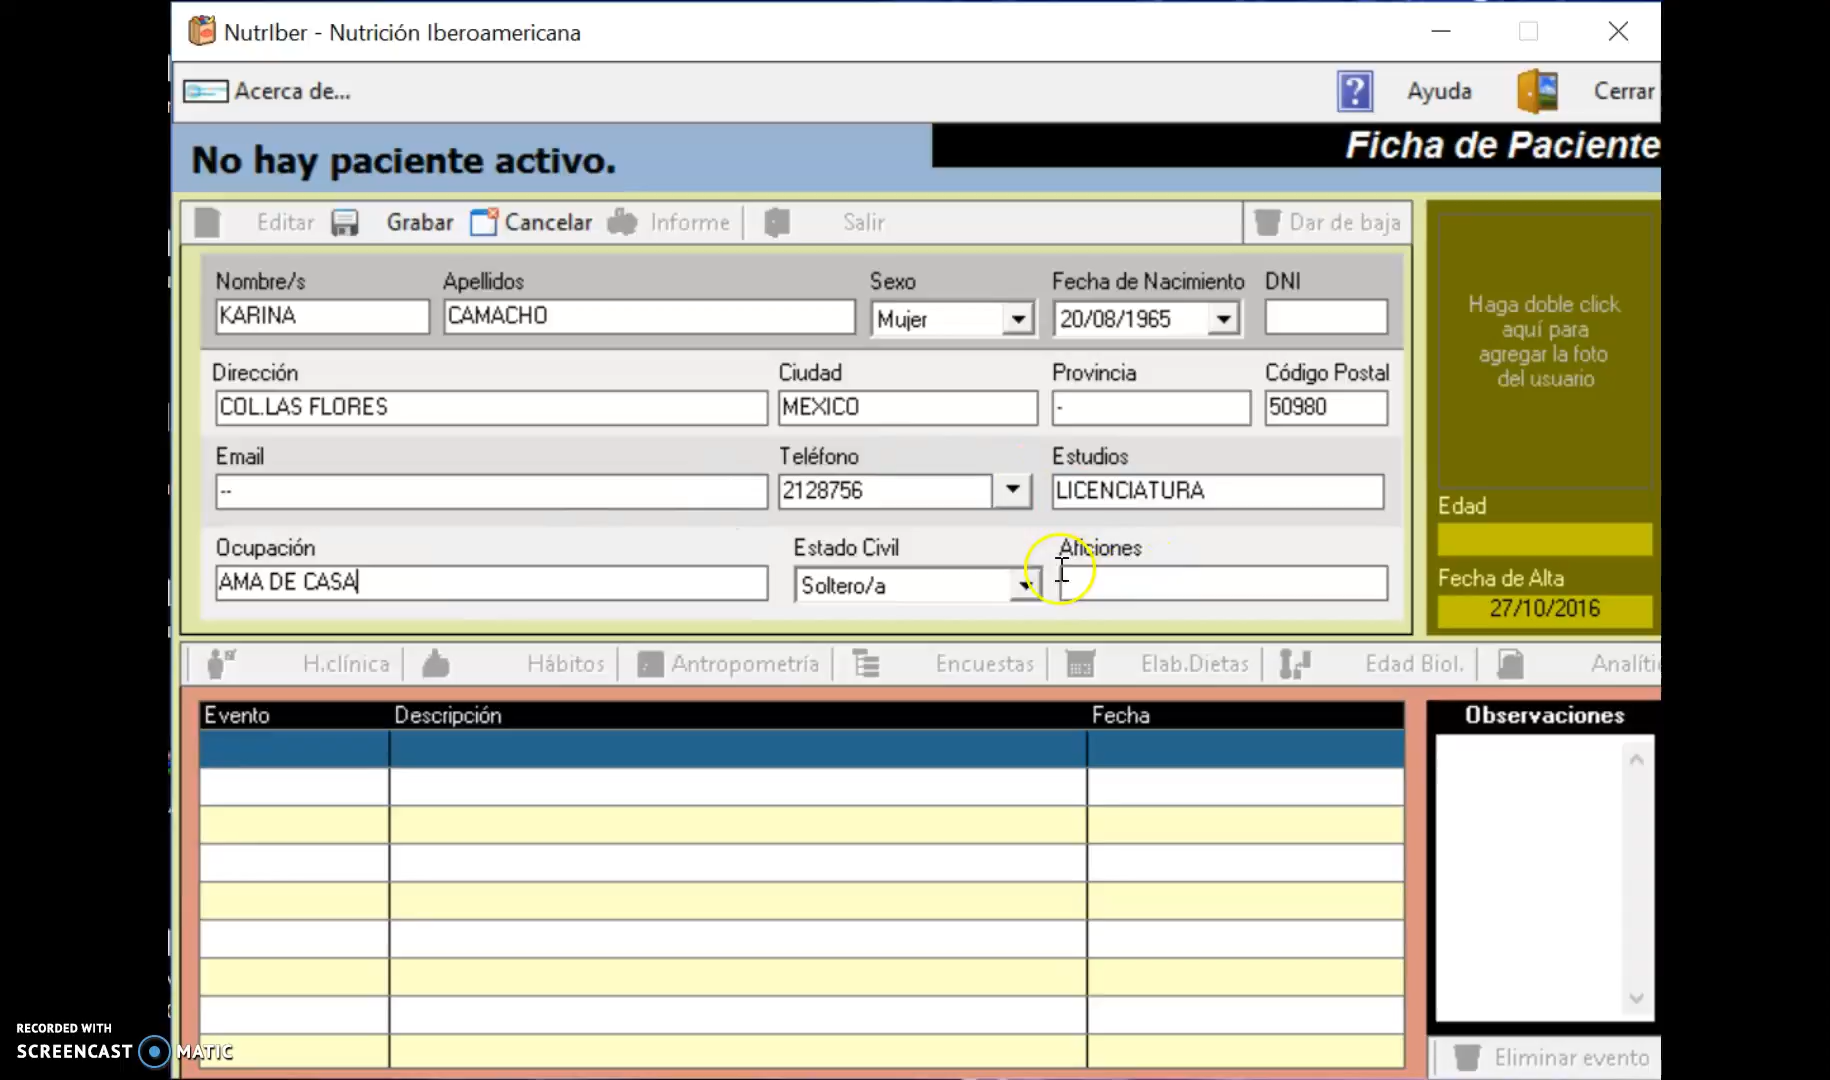 NutrIber - Nutrición Iberoamericana
Acerca de...
Ayuda
Cerrar
No hay paciente activo.
Ficha de Paciente
Editar Grabar Cancelar Informe Salir Dar de baja
Nombre/s Apellidos Sexo Fecha de Nacimiento DNI
KARINA CAMACHO Mujer 20/08/1965
Haga doble click
aquí para
agregar la foto
del usuario
Dirección Ciudad Provincia Código Postal
COL.LAS FLORES MEXICO - 50980
Email Teléfono Estudios
-- 2128756 LICENCIATURA
Edad
Ocupación Estado Civil Aficiones
AMA DE CASA Soltero/a
Fecha de Alta
27/10/2016
H.clínica Hábitos Antropometría Encuestas Elab.Dietas Edad Biol. Analíti
Evento Descripción Fecha
Observaciones
Eliminar evento
RECORDED WITH
SCREENCAST MATIC